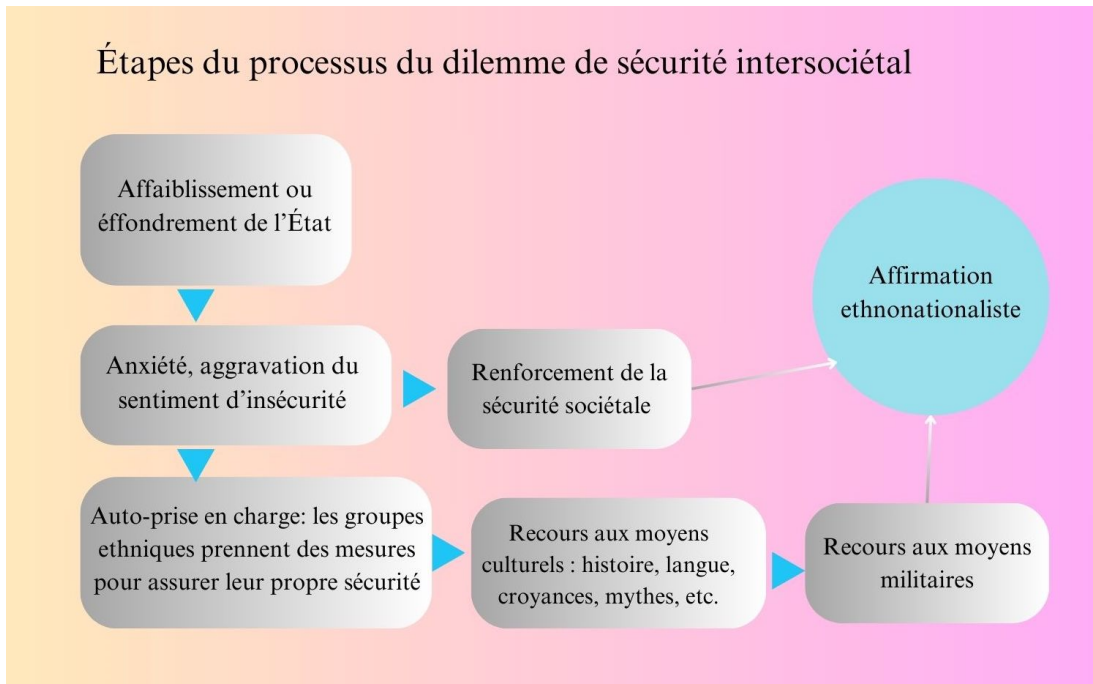 Étapes du processus du dilemme de sécurité intersociétal
Affaiblissement ou
éffondrement de l'État
Anxiété, aggravation du
sentiment d'insécurité
Renforcement de la
sécurité sociétale
Affirmation
ethnonationaliste
Auto-prise en charge: les groupes
ethniques prennent des mesures
pour assurer leur propre sécurité
Recours aux moyens
culturels : histoire, langue,
croyances, mythes, etc.
Recours aux moyens
militaires